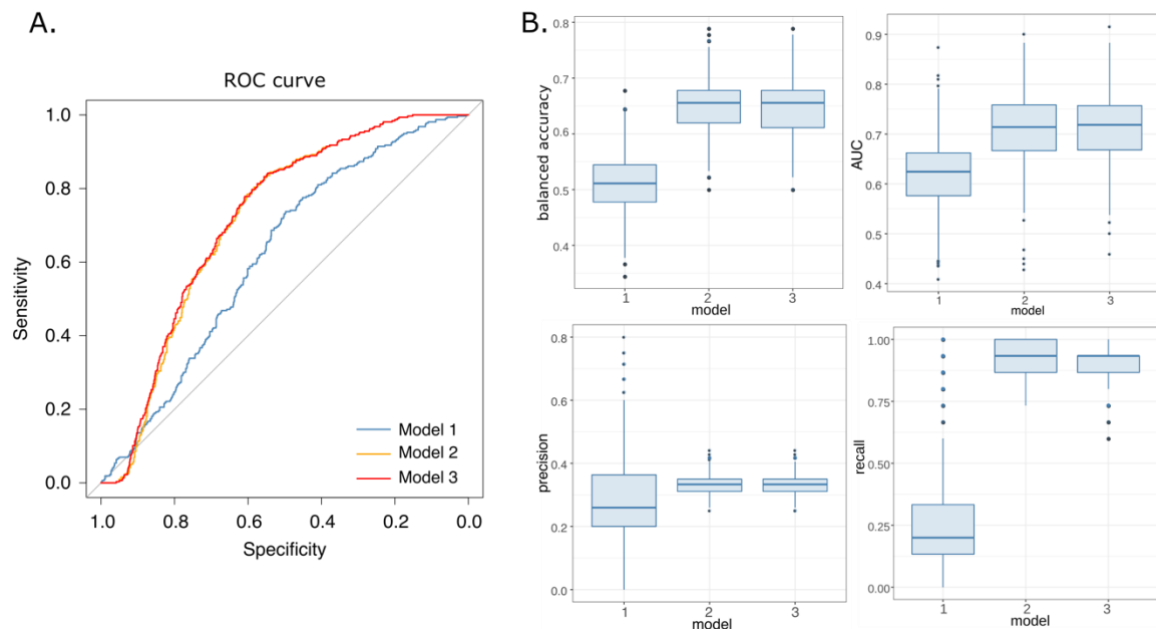 A.
ROC curve
1.0
0.8
0.6
0.4
0.2
0.0
Sensitivity
1.0 0.8 0.6 0.4 0.2 0.0
Specificity
Model 1
Model 2
Model 3
B.
0.8
0.7
0.6
0.5
0.4
balanced accuracy
1 2 3
model
0.9
0.8
0.7
0.6
0.5
0.4
AUC
1 2 3
model
0.8
0.6
0.4
0.2
0.0
precision
1 2 3
model
1.00
0.75
0.50
0.25
0.00
recall
1 2 3
model